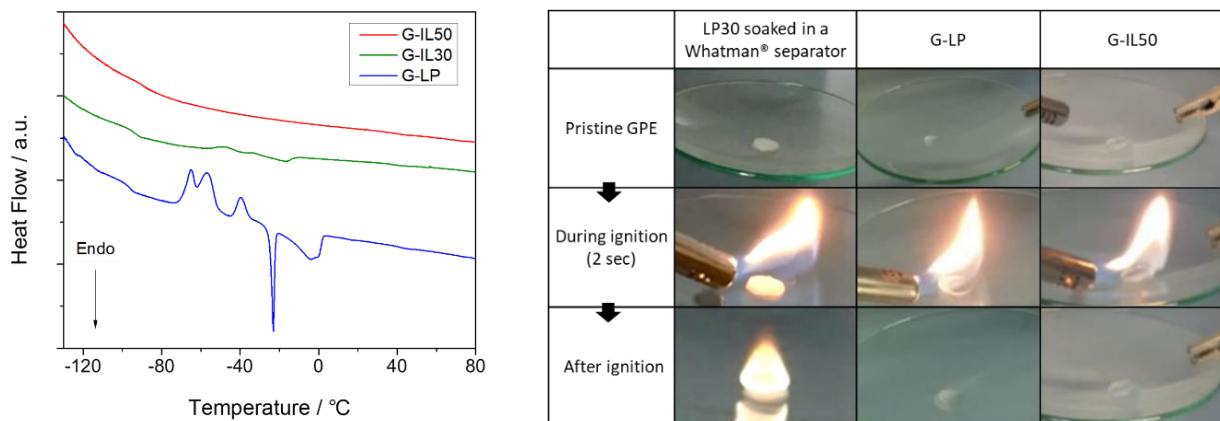 Heat Flow / a.u.
G-IL50
G-IL30
G-LP
Endo
-120 -80 -40 0 40 80
Temperature / °C
LP30 soaked in a
Whatman® separator
G-LP
G-IL50
Pristine GPE
During ignition
(2 sec)
After ignition